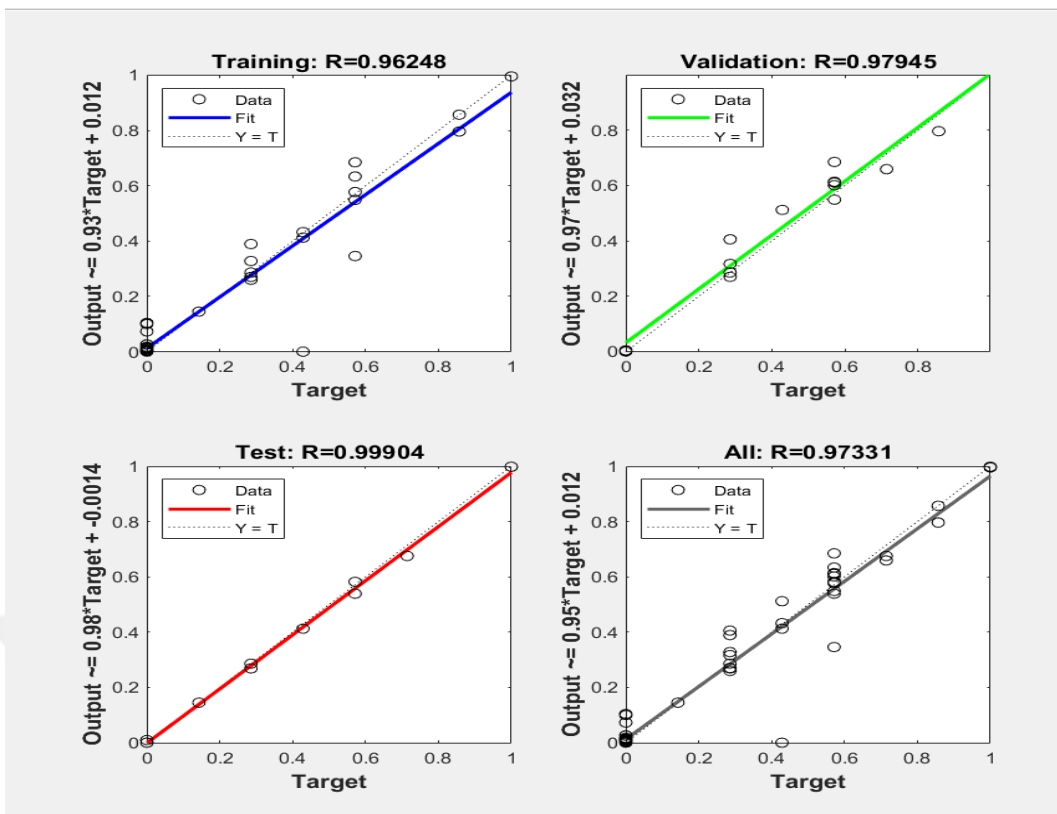 Training: R=0.96248
Output ~= 0.93*Target + 0.012
1
0.8
0.6
0.4
0.2
0
Data
Fit
Y = T
0
0.2
0.4
0.6
0.8
1
Target
Validation: R=0.97945
Output ~= 0.97*Target + 0.032
0.8
0.6
0.4
0.2
0
Data
Fit
Y = T
0
0.2
0.4
0.6
0.8
Target
Test: R=0.99904
Output ~= 0.98*Target + -0.0014
1
0.8
0.6
0.4
0.2
0
Data
Fit
Y = T
0
0.2
0.4
0.6
0.8
1
Target
All: R=0.97331
Output ~= 0.95*Target + 0.012
1
0.8
0.6
0.4
0.2
0
Data
Fit
Y = T
0
0.2
0.4
0.6
0.8
1
Target